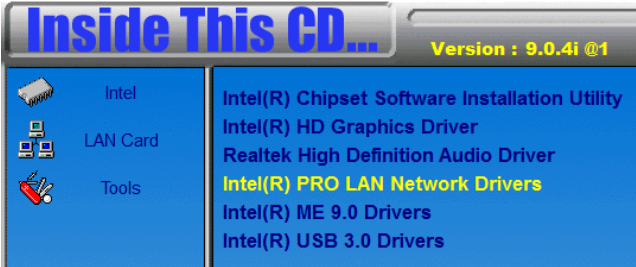 Inside This CD...
Version : 9.0.4i @1
Intel
LAN Card
Tools
Intel(R) Chipset Software Installation Utility
Intel(R) HD Graphics Driver
Realtek High Definition Audio Driver
Intel(R) PRO LAN Network Drivers
Intel(R) ME 9.0 Drivers
Intel(R) USB 3.0 Drivers